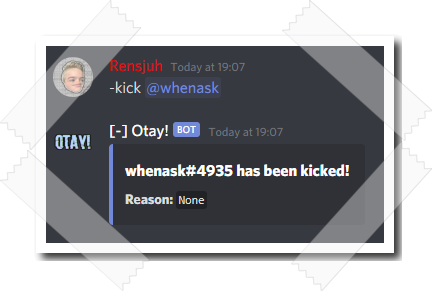 Rensjuh Today at 19:07
-kick @whenask
OTAY!
[-] Otay! BOT Today at 19:07
whenask#4935 has been kicked!
Reason: None